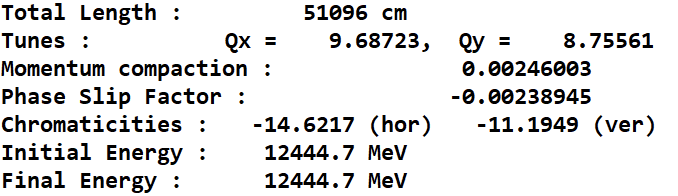 Total Length : 51096 cm
Tunes : Qx = 9.68723, Qy = 8.75561
Momentum compaction : 0.00246003
Phase Slip Factor : -0.00238945
Chromaticities : -14.6217 (hor) -11.1949 (ver)
Initial Energy : 12444.7 MeV
Final Energy : 12444.7 MeV